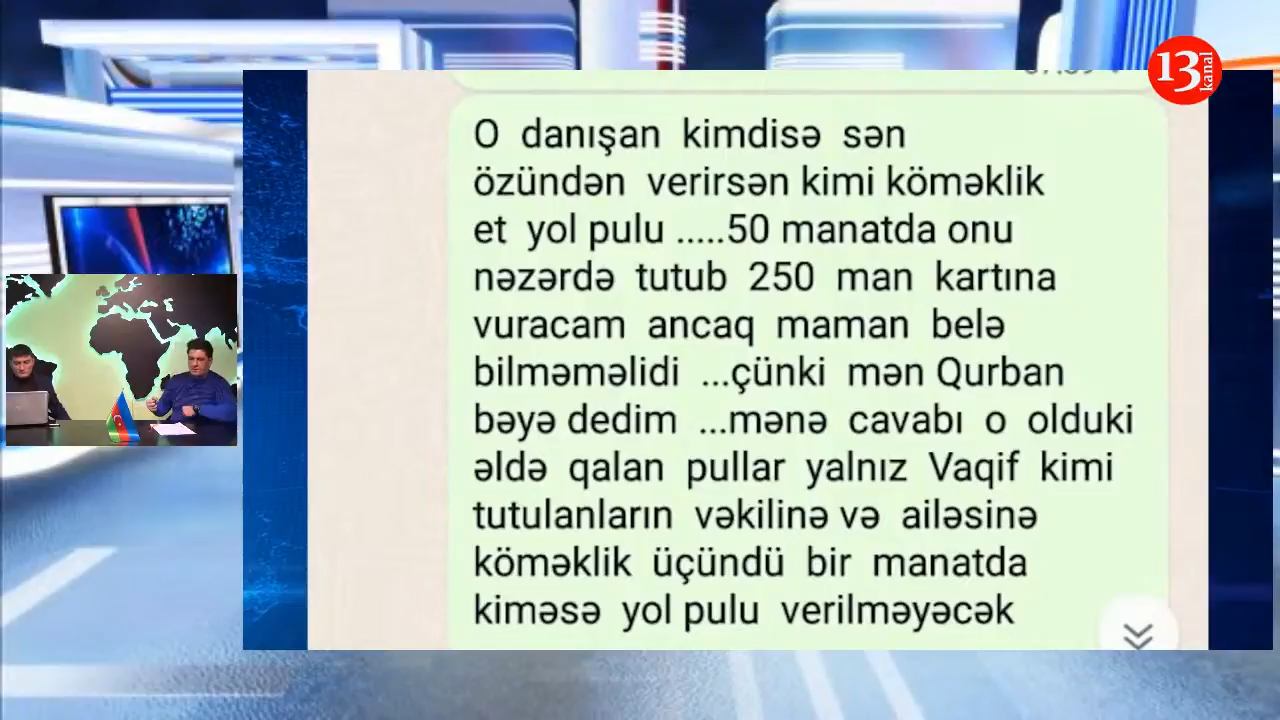 13
kanal
O danışan kimdisə sən
özündən verirsən kimi köməklik
et yol pulu .....50 manatda onu
nəzərdə tutub 250 man kartına
vuracam ancaq maman belə
bilməməlidi ...çünki mən Qurban
bəyə dedim ...mənə cavabı o olduki
əldə qalan pullar yalnız Vaqif kimi
tutulanların vəkilinə və ailəsinə
köməklik üçündü bir manatda
kiməsə yol pulu verilməyəcək